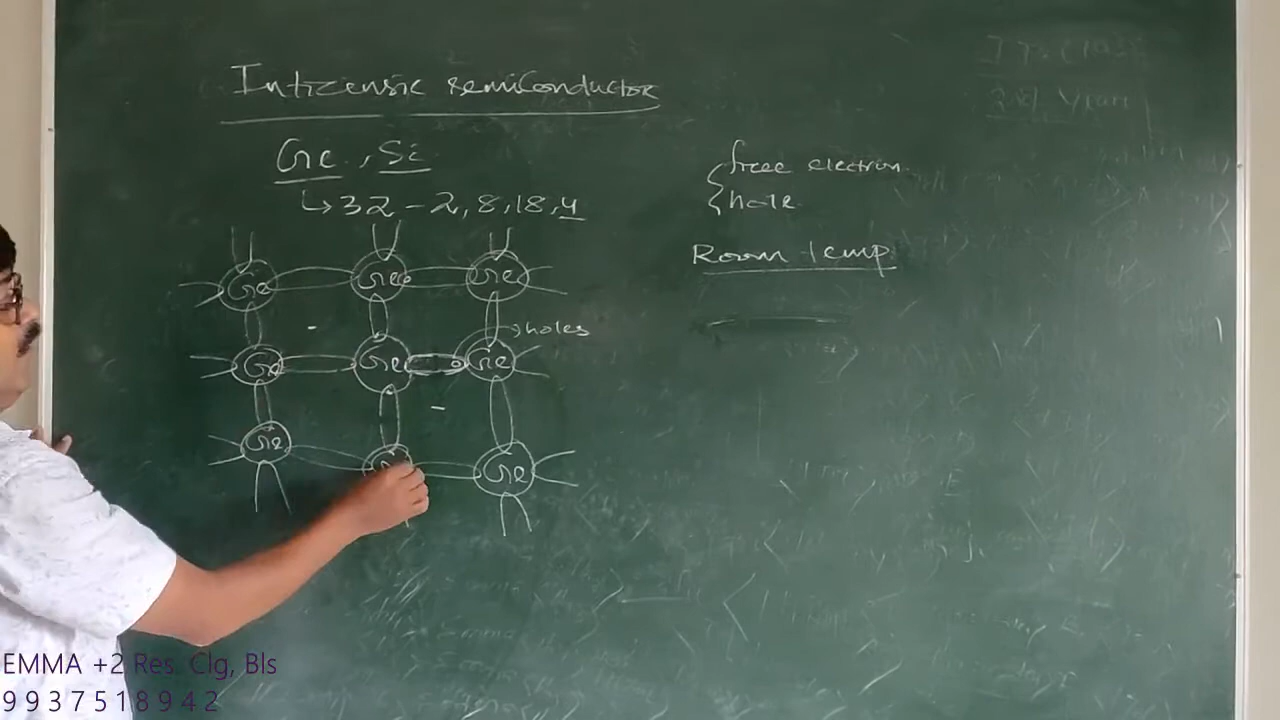 Intrensic semiConductor
Ge, Si
↳ 32 - 2, 8, 18, 4
free electron
hole
Room temp
Ge Ge Ge
holes
Ge Ge Ge
Ge Ge
EMMA +2 Res. Clg, Bls
9937518942